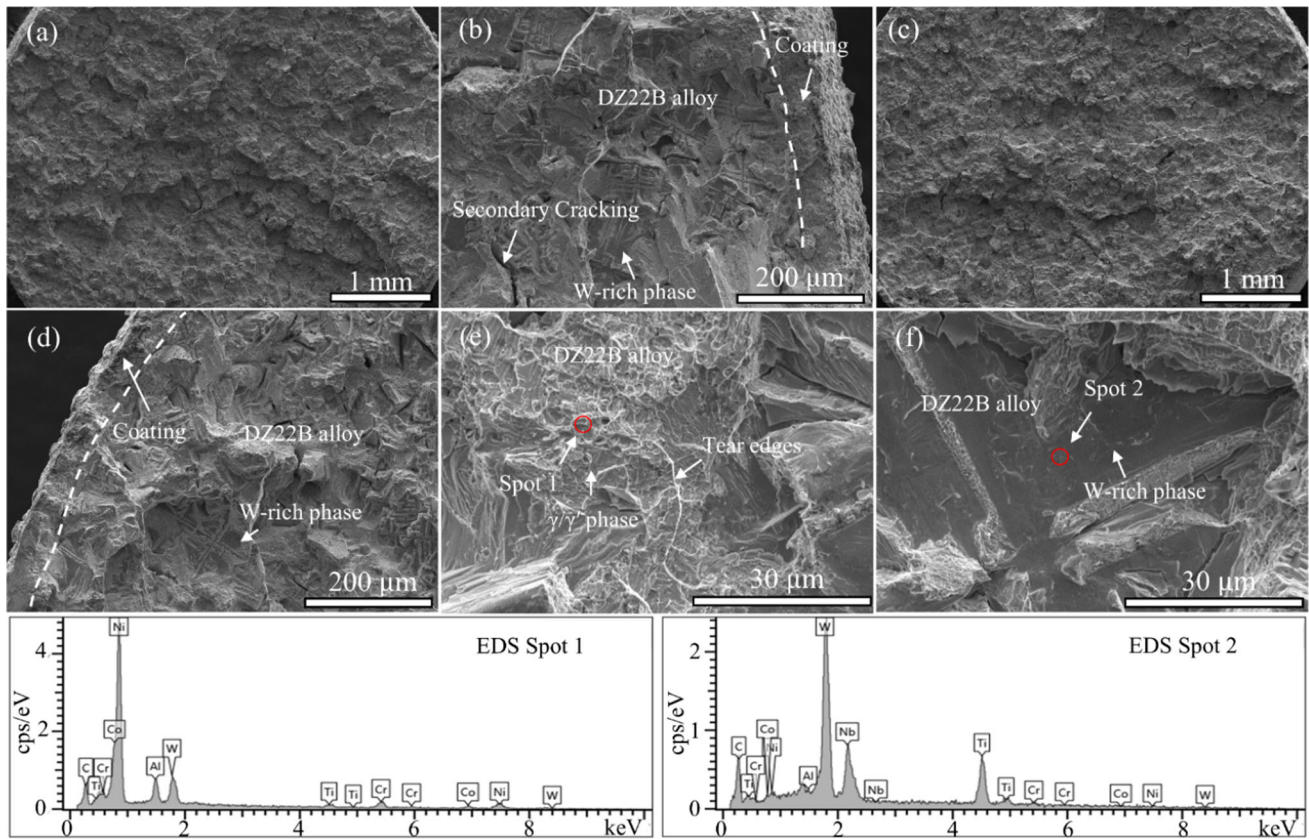 (a)
1 mm
(b)
Coating
DZ22B alloy
Secondary Cracking
W-rich phase
200 μm
(c)
1 mm
(d)
Coating
DZ22B alloy
W-rich phase
200 μm
(e)
DZ22B alloy
Spot 1
Tear edges
γ/γ′ phase
30 μm
(f)
DZ22B alloy
Spot 2
W-rich phase
30 μm
EDS Spot 1
cps/eV
4
2
0
Ni
Co
C
Ti
Cr
Al
W
Ti
Ti
Cr
Cr
Co
Ni
W
0 2 4 6 8 keV
EDS Spot 2
cps/eV
2
1
0
W
Co
Ni
C
Cr
Ti
Al
Nb
Nb
Ti
Ti
Cr
Cr
Co
Ni
W
0 2 4 6 8 keV